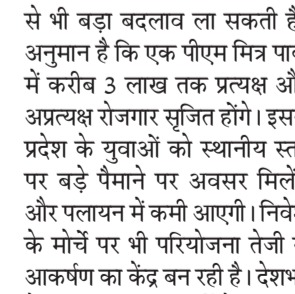 से भी बड़ा बदलाव ला सकती है
अनुमान है कि एक पीएम मित्र
में करीब 3 लाख तक प्रत्यक्ष
अप्रत्यक्ष रोजगार सृजित होंगे। इस
प्रदेश के युवाओं को स्थानीय
पर बड़े पैमाने पर अवसर
और पलायन में कमी आएगी।
के मोर्चे पर भी परियोजना तेजी
आकर्षण का केंद्र बन रही है।